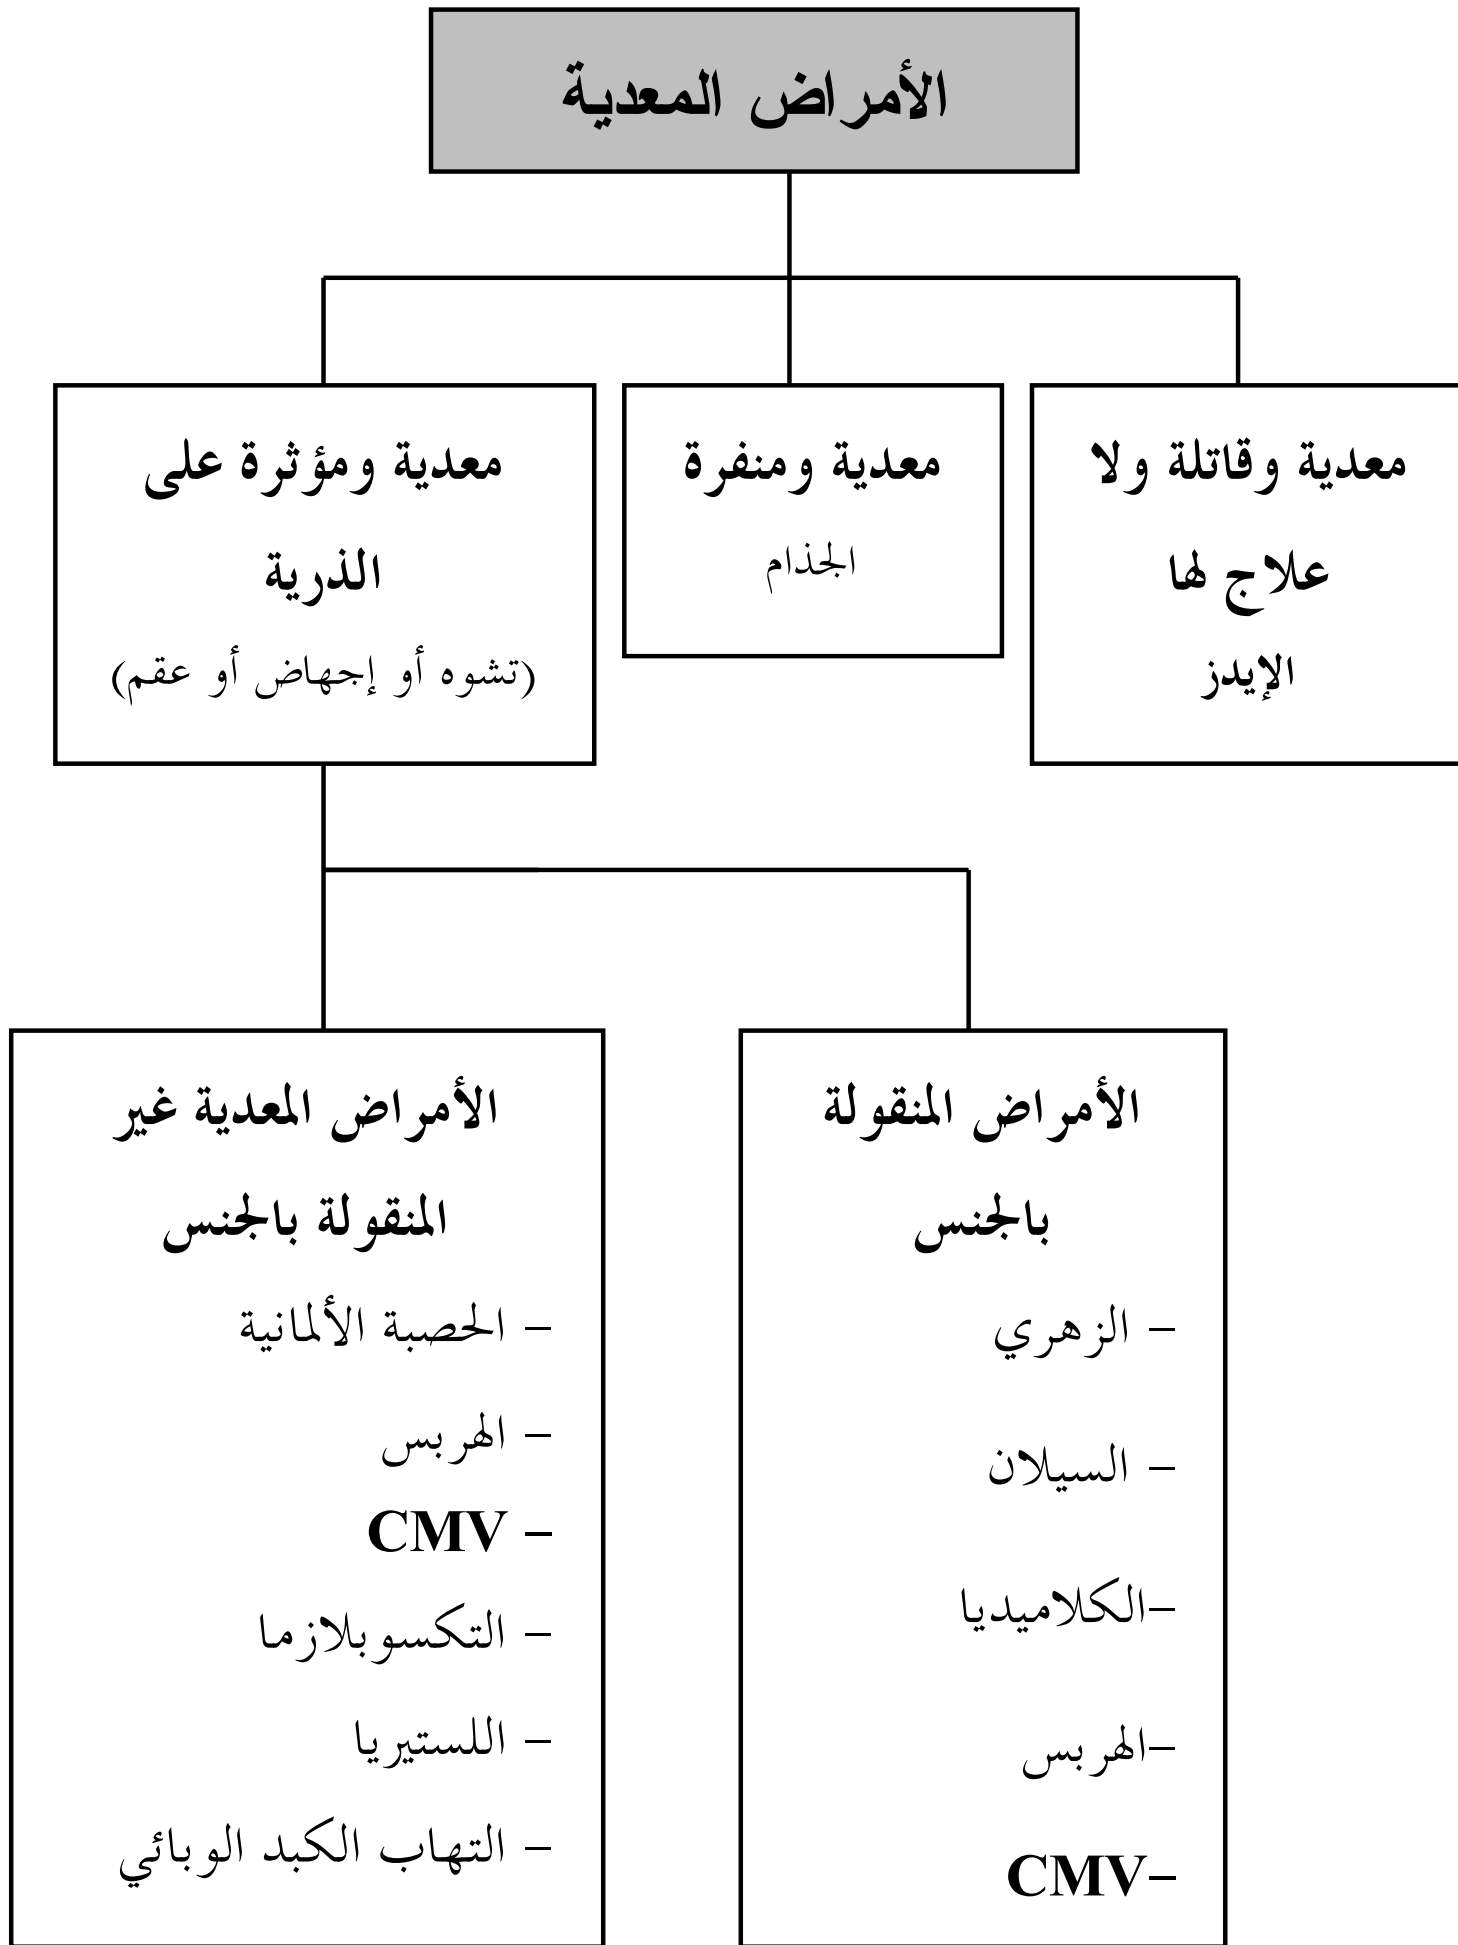 الأمراض المعدية
معدية وقاتلة ولا
علاج لها
الإيدز
معدية ومنفرة
الجذام
معدية ومؤثرة على
الذرية
(تشوه أو إجهاض أو عقم)
الأمراض المنقولة
بالجنس
– الزهري
– السيلان
–الكلاميديا
–الهربس
–CMV
الأمراض المعدية غير
المنقولة بالجنس
– الحصبة الألمانية
– الهربس
– CMV
– التكسوبلازما
– اللستيريا
– التهاب الكبد الوبائي